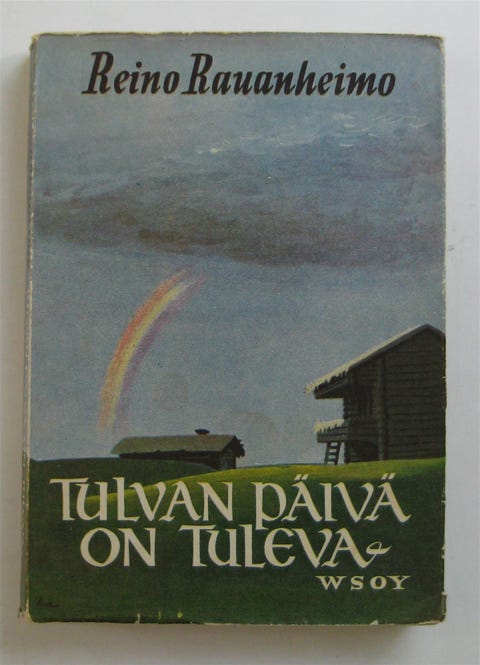 Reino Rauanheimo
TULVAN PÄIVÄ
ON TULEVA
WSOY